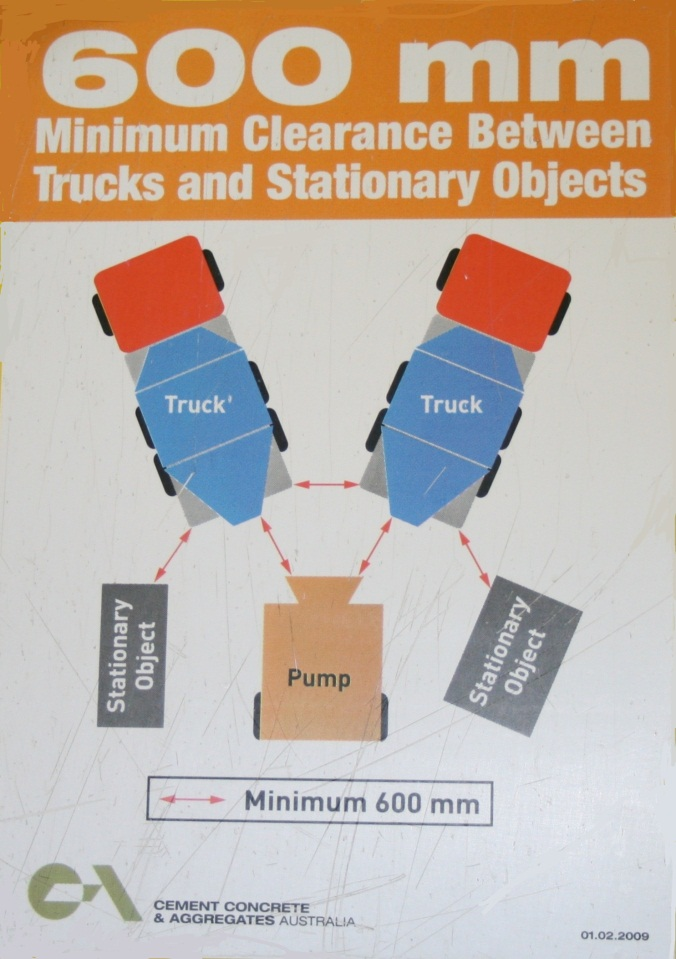 600 mm
Minimum Clearance Between
Trucks and Stationary Objects
Truck
Truck
Stationary
Object
Pump
Stationary
Object
Minimum 600 mm
CEMENT CONCRETE
& AGGREGATES AUSTRALIA
01.02.2009